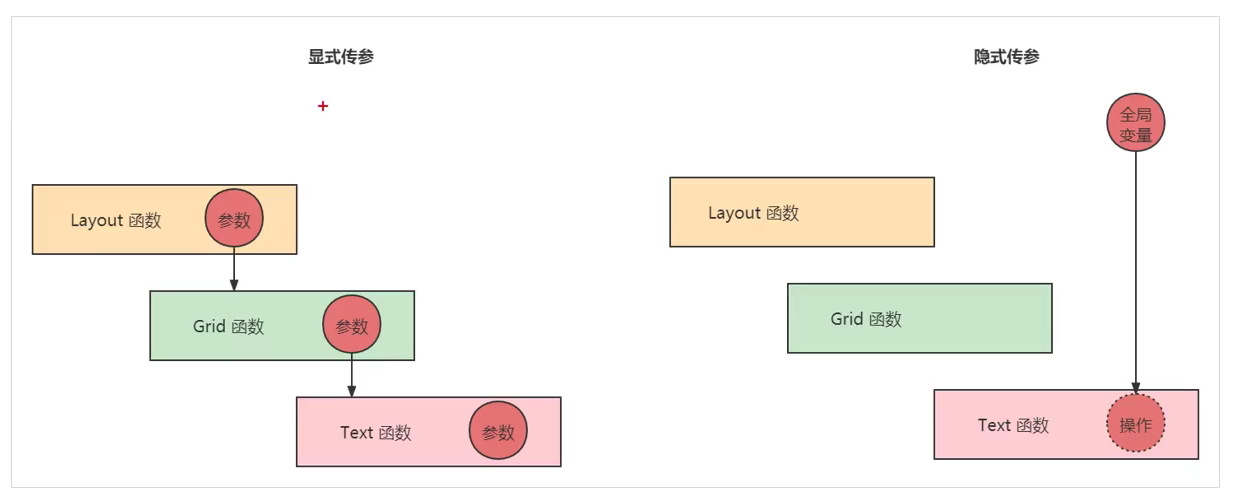 显式传参
隐式传参
全局
变量
Layout 函数
参数
Layout 函数
Grid 函数
参数
Grid 函数
Text 函数
参数
Text 函数
操作